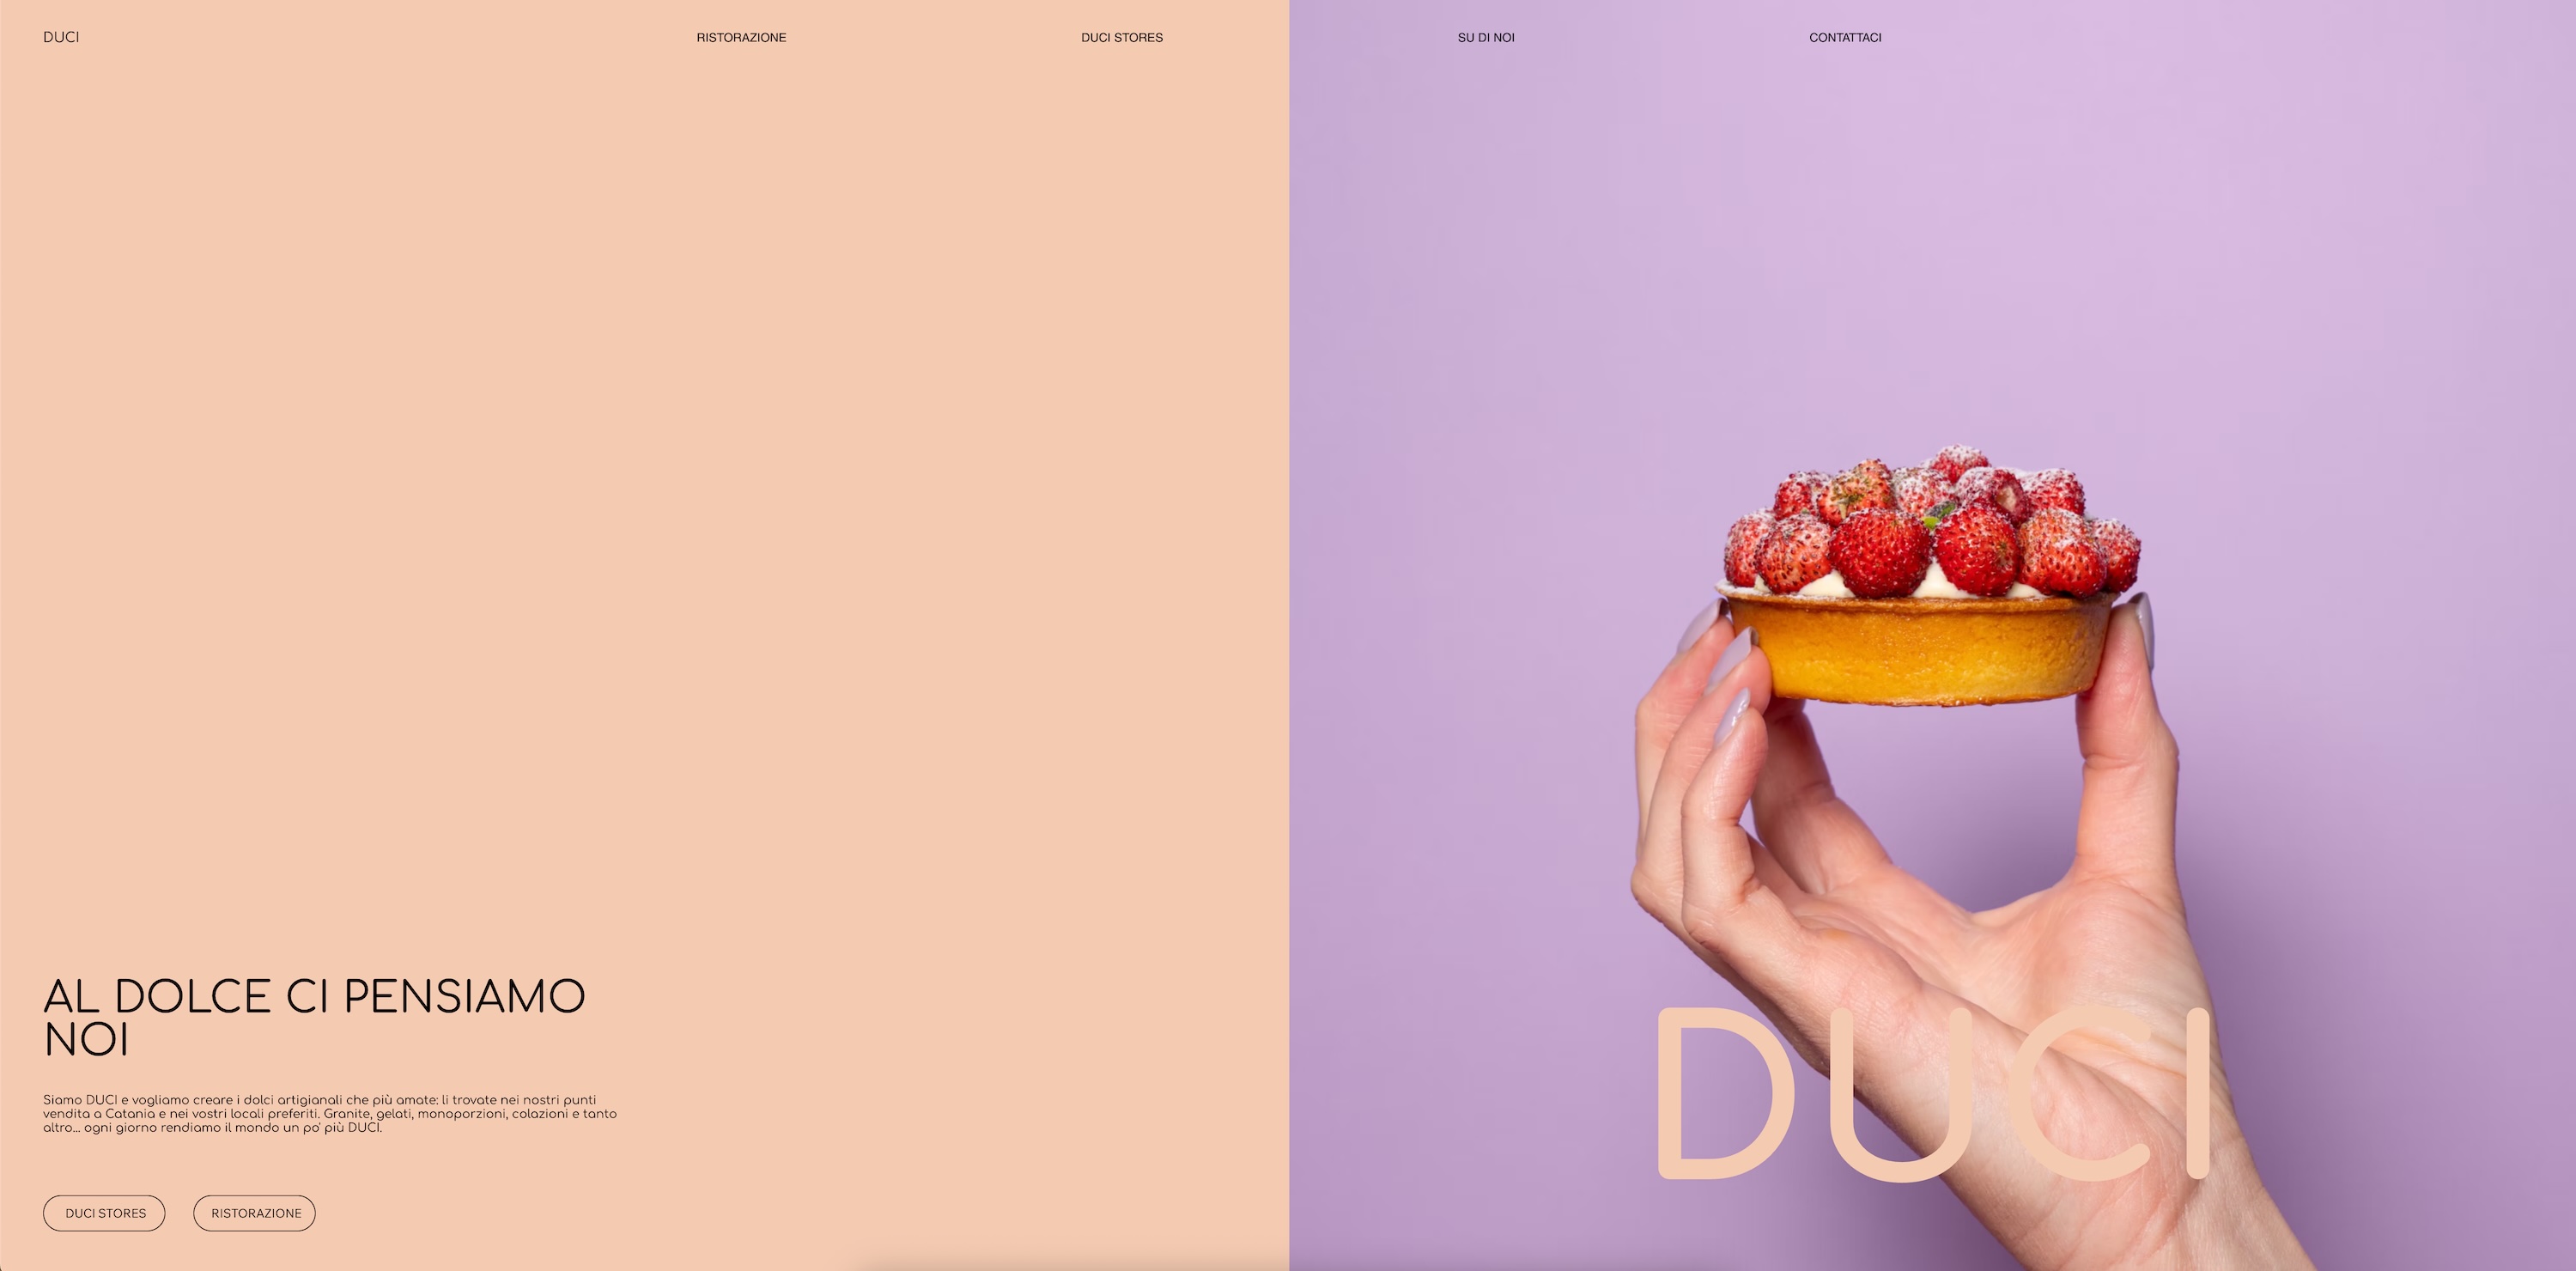 DUCI
RISTORAZIONE
DUCI STORES
SU DI NOI
CONTATTACI
AL DOLCE CI PENSIAMO
NOI
Siamo DUCI e vogliamo creare i dolci artigianali che più amate: li trovate nei nostri punti
vendita a Catania e nei vostri locali preferiti. Granite, gelati, monoporzioni, colazioni e tanto
altro... ogni giorno rendiamo il mondo un po' più DUCI.
DUCI STORES
RISTORAZIONE
DUCI